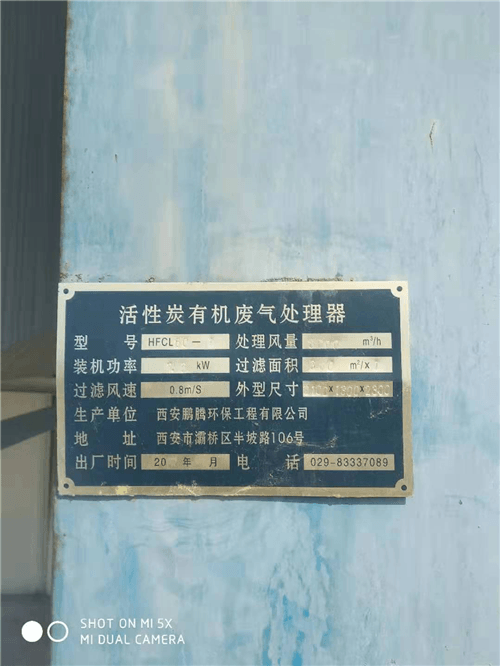 活性炭有机废气处理器
型 号 HFCL 处理风量 m³/h
装机功率 kW 过滤面积 m²/x
过滤风速 0.8m/S 外型尺寸
生产单位 西安鹏腾环保工程有限公司
地 址 西安市灞桥区半坡路106号
出厂时间 20 年 月 电 话 029-83337089
SHOT ON MI 5X
MI DUAL CAMERA